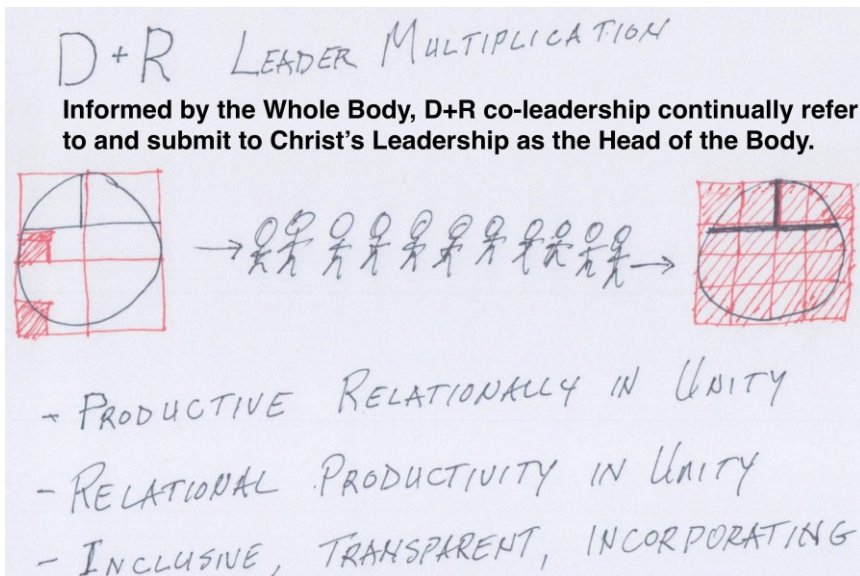 D+R LEADER MULTIPLICATION
Informed by the Whole Body, D+R co-leadership continually refer
to and submit to Christ's Leadership as the Head of the Body.
- PRODUCTIVE RELATIONALLY IN UNITY
- RELATIONAL PRODUCTIVITY IN UNITY
- INCLUSIVE, TRANSPARENT, INCORPORATING